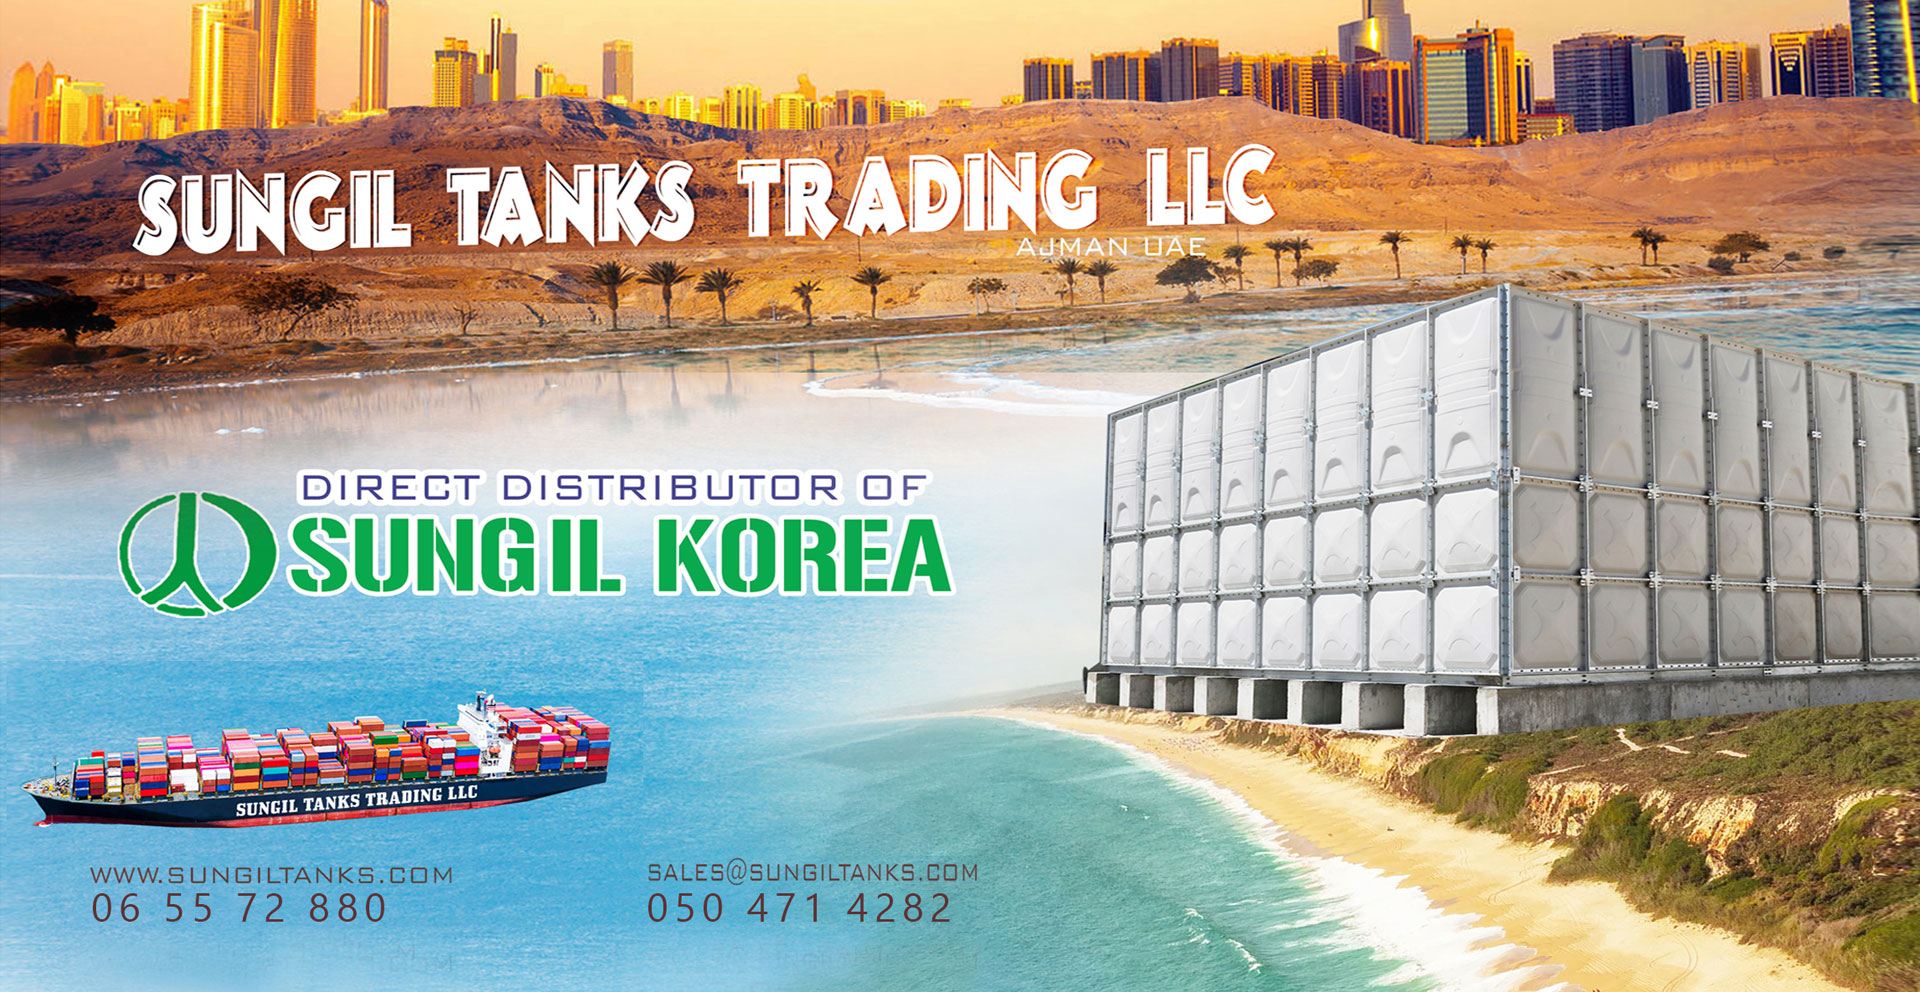 SUNGIL TANKS TRADING LLC
AJMAN UAE
DIRECT DISTRIBUTOR OF
SUNGIL KOREA
SUNGIL TANKS TRADING LLC
WWW.SUNGILTANKS.COM
06 55 72 880
SALES@SUNGILTANKS.COM
050 471 4282